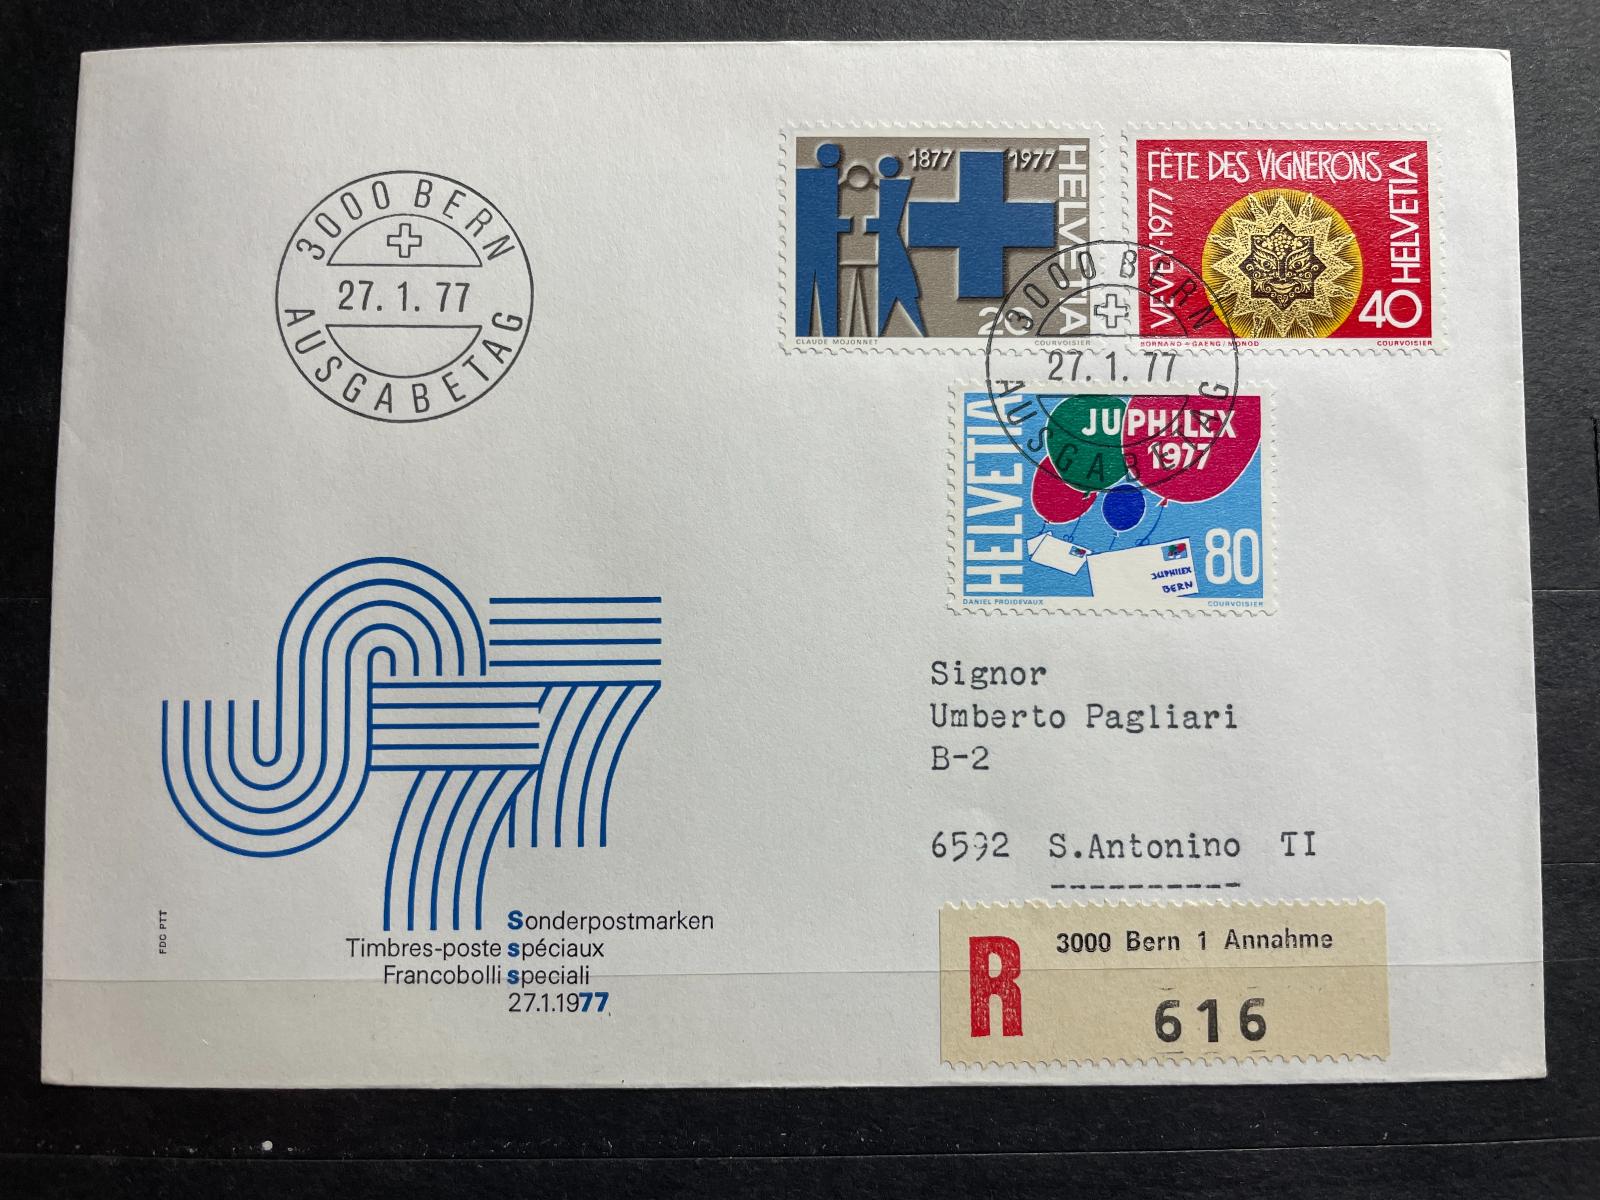 3000 BERN
27. 1. 77
AUSGABETAG
1877 1977
HELVETIA
20
CLAUDE MOJONNET COURVOISIER
FÊTE DES VIGNERONS
VEVEY·1977
HELVETIA
40
BORNAND-GAENG/MONOD COURVOISIER
3000 BERN
27. 1. 77
AUSGABETAG
HELVETIA
JUPHILEX
1977
JUPHILEX
BERN
80
DANIEL FROIDEVAUX COURVOISIER
Signor
Umberto Pagliari
B-2
6592 S.Antonino TI
S77
FDC PTT
Sonderpostmarken
Timbres-poste spéciaux
Francobolli speciali
27.1.1977
R
3000 Bern 1 Annahme
616